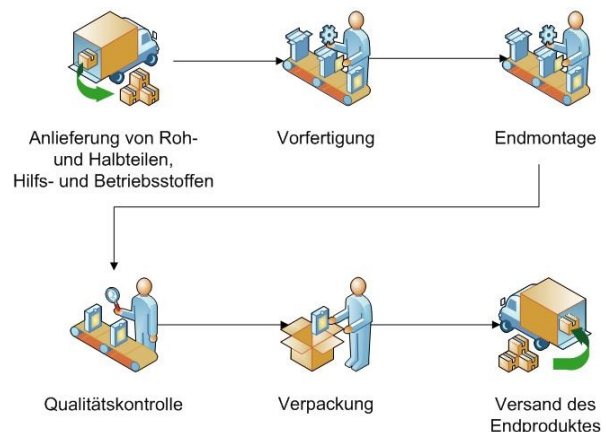 Anlieferung von Roh-
und Halbteilen,
Hilfs- und Betriebsstoffen
Vorfertigung
Endmontage
Qualitätskontrolle
Verpackung
Versand des
Endproduktes